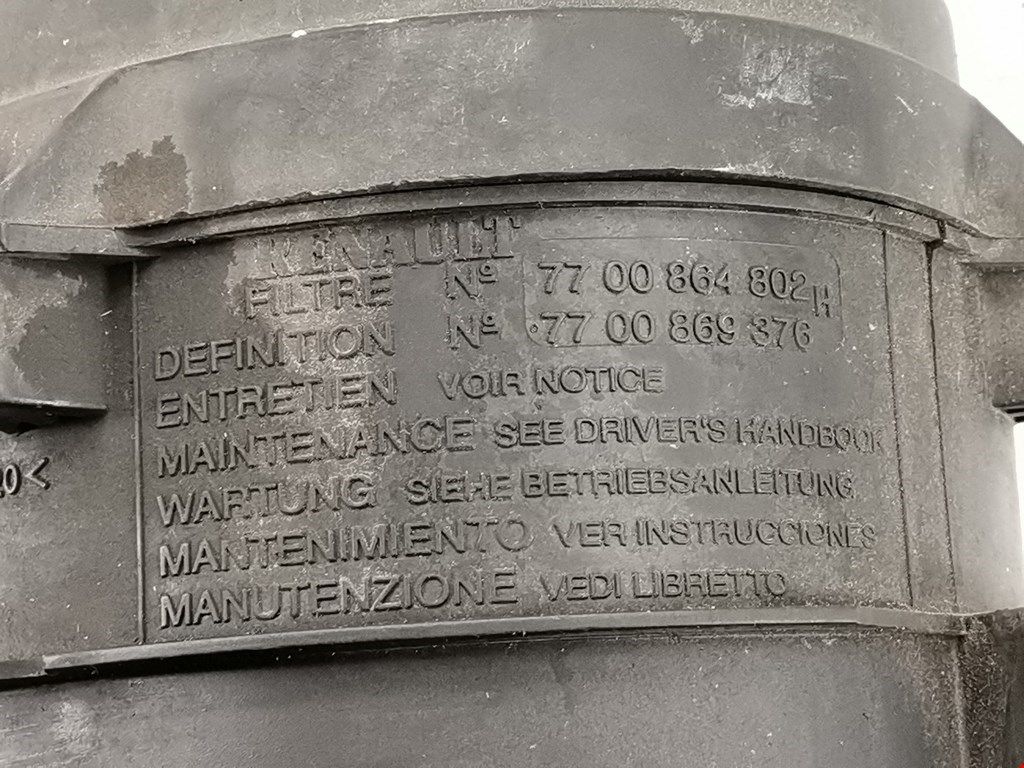 RENAULT
FILTRE Nº 77 00 864 802 H
DEFINITION Nº 77 00 869 376
ENTRETIEN VOIR NOTICE
MAINTENANCE SEE DRIVER'S HANDBOOK
WARTUNG SIEHE BETRIEBSANLEITUNG
MANTENIMIENTO VER INSTRUCCIONES
MANUTENZIONE VEDI LIBRETTO
20<